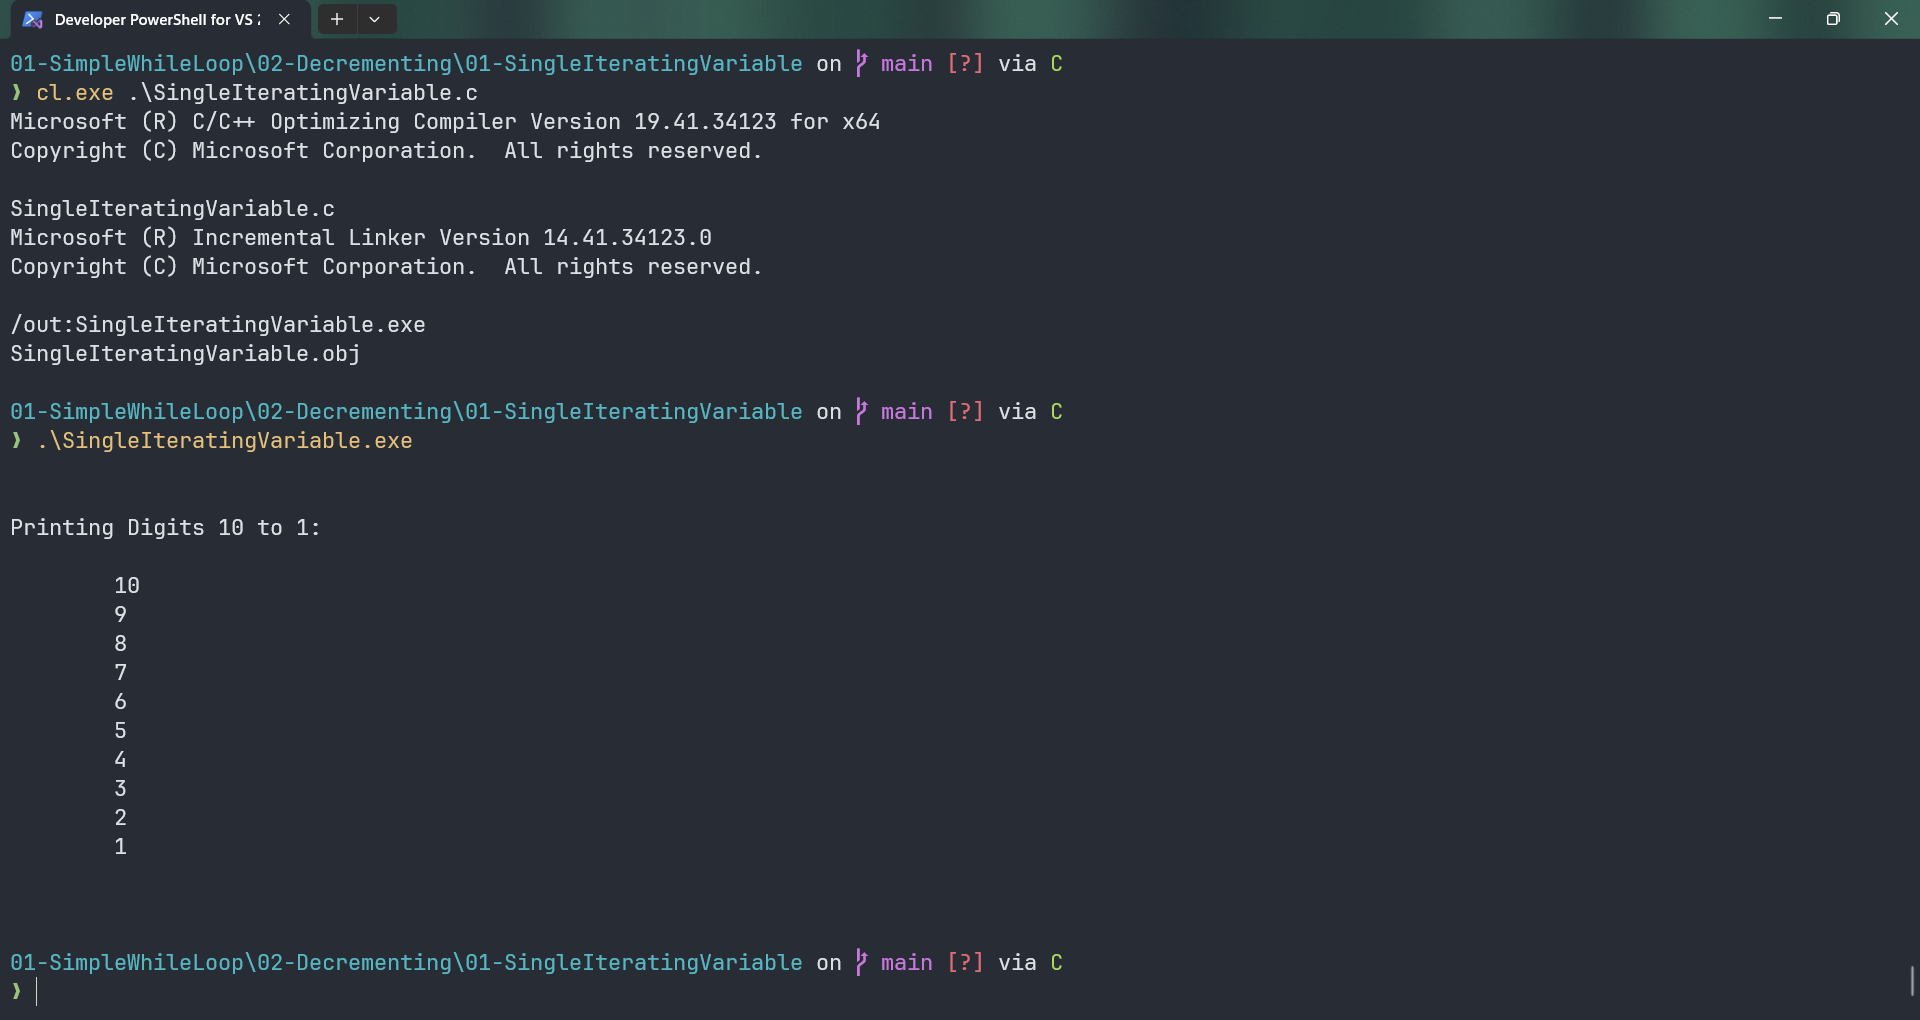 Developer PowerShell for VS 2
01-SimpleWhileLoop\02-Decrementing\01-SingleIteratingVariable on main [?] via C
❱ cl.exe .\SingleIteratingVariable.c
Microsoft (R) C/C++ Optimizing Compiler Version 19.41.34123 for x64
Copyright (C) Microsoft Corporation.  All rights reserved.
SingleIteratingVariable.c
Microsoft (R) Incremental Linker Version 14.41.34123.0
Copyright (C) Microsoft Corporation.  All rights reserved.
/out:SingleIteratingVariable.exe
SingleIteratingVariable.obj
01-SimpleWhileLoop\02-Decrementing\01-SingleIteratingVariable on main [?] via C
❱ .\SingleIteratingVariable.exe
Printing Digits 10 to 1:
10
9
8
7
6
5
4
3
2
1
01-SimpleWhileLoop\02-Decrementing\01-SingleIteratingVariable on main [?] via C
❱